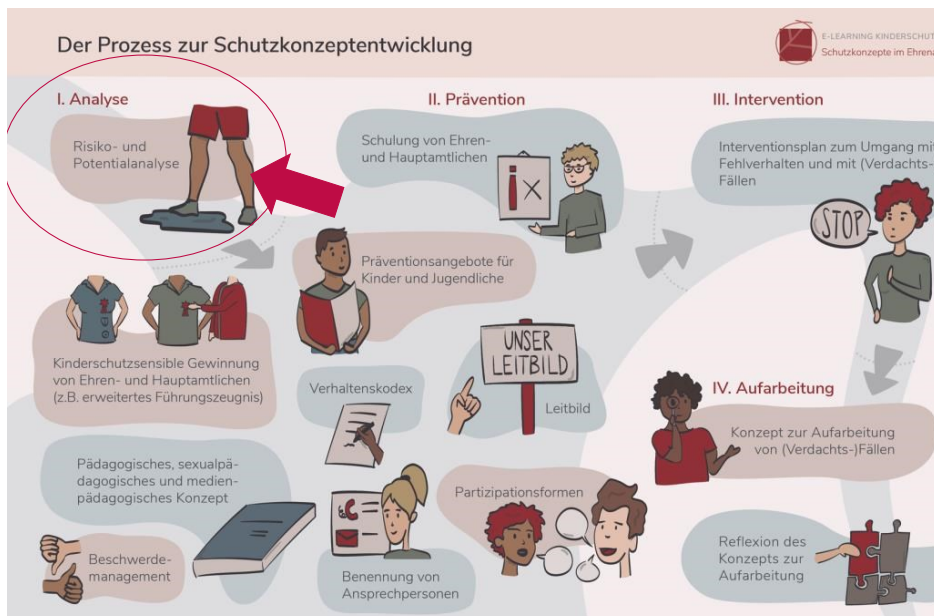 Der Prozess zur Schutzkonzeptentwicklung
E-LEARNING KINDERSCHUT
Schutzkonzepte im Ehrena
I. Analyse
Risiko- und
Potentialanalyse
Kinderschutzsensible Gewinnung
von Ehren- und Hauptamtlichen
(z.B. erweitertes Führungszeugnis)
Pädagogisches, sexualpä-
dagogisches und medien-
pädagogisches Konzept
Beschwerde-
management
II. Prävention
Schulung von Ehren-
und Hauptamtlichen
i x
Präventionsangebote für
Kinder und Jugendliche
Verhaltenskodex
UNSER
LEITBILD
Leitbild
Partizipationsformen
Benennung von
Ansprechpersonen
III. Intervention
Interventionsplan zum Umgang mit
Fehlverhalten und mit (Verdachts-
Fällen
STOP
IV. Aufarbeitung
Konzept zur Aufarbeitung
von (Verdachts-)Fällen
Reflexion des
Konzepts zur
Aufarbeitung